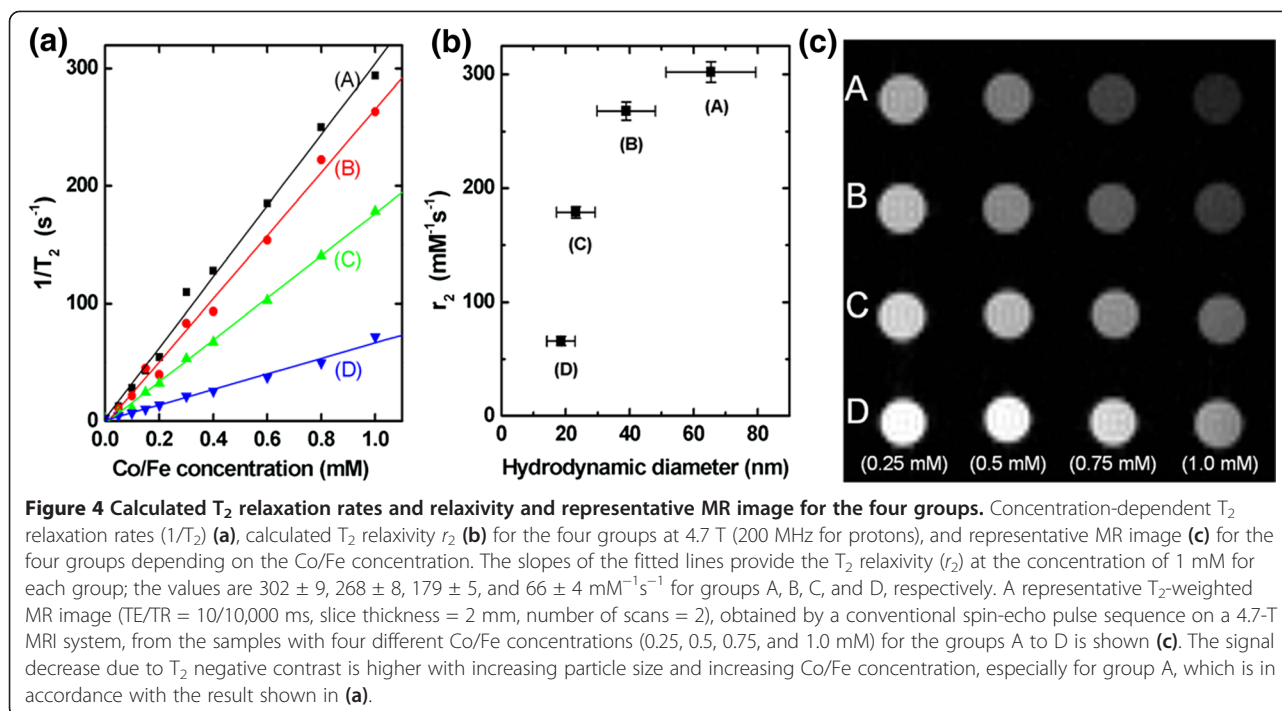 (a)
(b)
(c)
300
200
100
0
1/T₂ (s⁻¹)
(A)
(B)
(C)
(D)
0.0 0.2 0.4 0.6 0.8 1.0
Co/Fe concentration (mM)
300
200
100
0
r₂ (mM⁻¹s⁻¹)
(A)
(B)
(C)
(D)
0 20 40 60 80
Hydrodynamic diameter (nm)
A
B
C
D
(0.25 mM) (0.5 mM) (0.75 mM) (1.0 mM)
Figure 4 Calculated T₂ relaxation rates and relaxivity and representative MR image for the four groups. Concentration-dependent T₂
relaxation rates (1/T₂) (a), calculated T₂ relaxivity r₂ (b) for the four groups at 4.7 T (200 MHz for protons), and representative MR image (c) for the
four groups depending on the Co/Fe concentration. The slopes of the fitted lines provide the T₂ relaxivity (r₂) at the concentration of 1 mM for
each group; the values are 302 ± 9, 268 ± 8, 179 ± 5, and 66 ± 4 mM⁻¹s⁻¹ for groups A, B, C, and D, respectively. A representative T₂-weighted
MR image (TE/TR = 10/10,000 ms, slice thickness = 2 mm, number of scans = 2), obtained by a conventional spin-echo pulse sequence on a 4.7-T
MRI system, from the samples with four different Co/Fe concentrations (0.25, 0.5, 0.75, and 1.0 mM) for the groups A to D is shown (c). The signal
decrease due to T₂ negative contrast is higher with increasing particle size and increasing Co/Fe concentration, especially for group A, which is in
accordance with the result shown in (a).